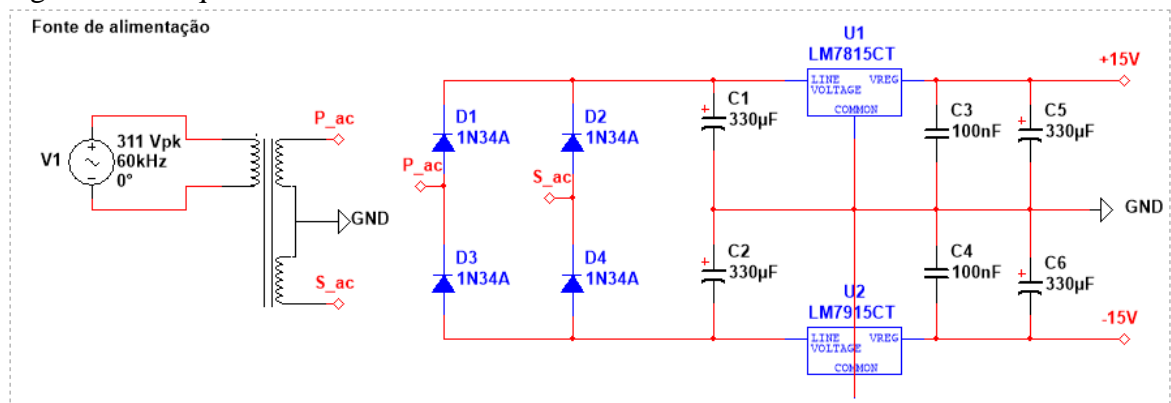 Fonte de alimentação
V1
311 Vpk
60kHz
0°
P_ac
GND
S_ac
P_ac
D1
1N34A
S_ac
D2
1N34A
D3
1N34A
D4
1N34A
C1
330µF
C2
330µF
U1
LM7815CT
LINE VREG
VOLTAGE
COMMON
U2
LM7915CT
LINE VREG
VOLTAGE
COMMON
C3
100nF
C5
330µF
C4
100nF
C6
330µF
+15V
GND
-15V